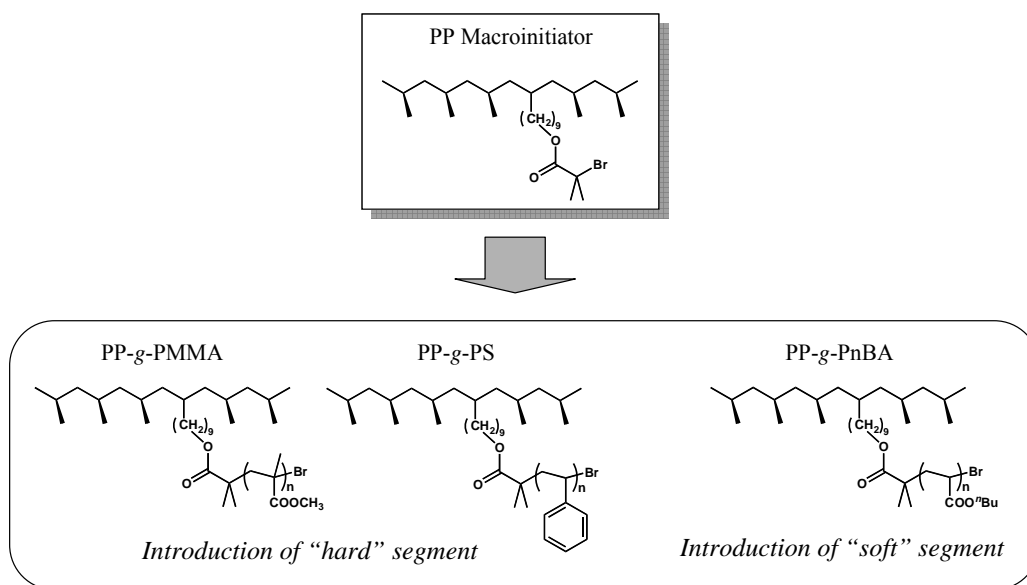 PP Macroinitiator
(CH₂)₉
O
O
Br
PP-g-PMMA
PP-g-PS
PP-g-PnBA
(CH₂)₉
O
O
Br
n
COOCH₃
(CH₂)₉
O
O
Br
n
(CH₂)₉
O
O
Br
n
COOⁿBu
Introduction of “hard” segment
Introduction of “soft” segment